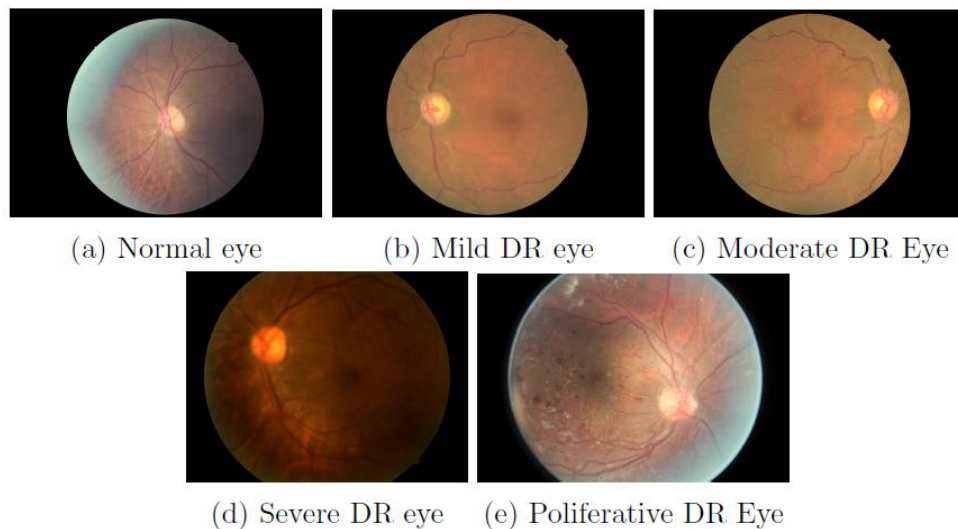 (a) Normal eye
(b) Mild DR eye
(c) Moderate DR Eye
(d) Severe DR eye
(e) Poliferative DR Eye